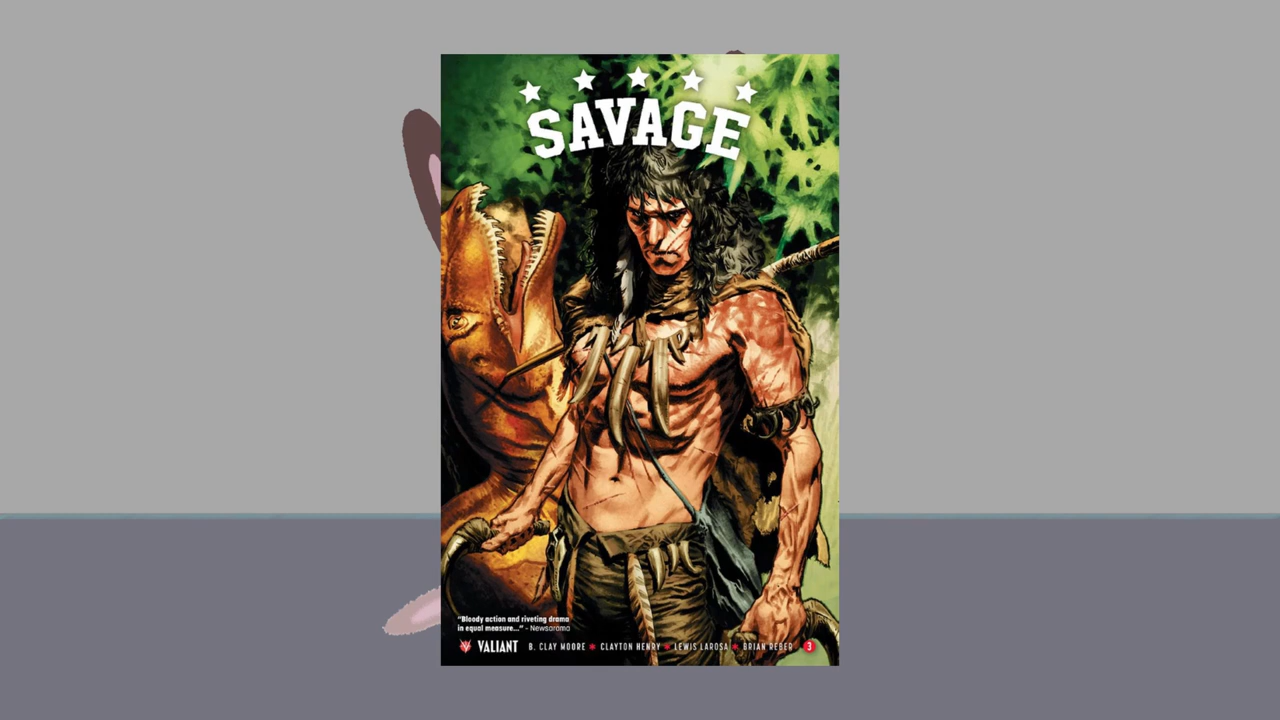 SAVAGE
"Bloody action and riveting drama
in equal measure..." - Newsarama
VALIANT B. CLAY MOORE * CLAYTON HENRY * LEWIS LAROSA * BRIAN REBER 3